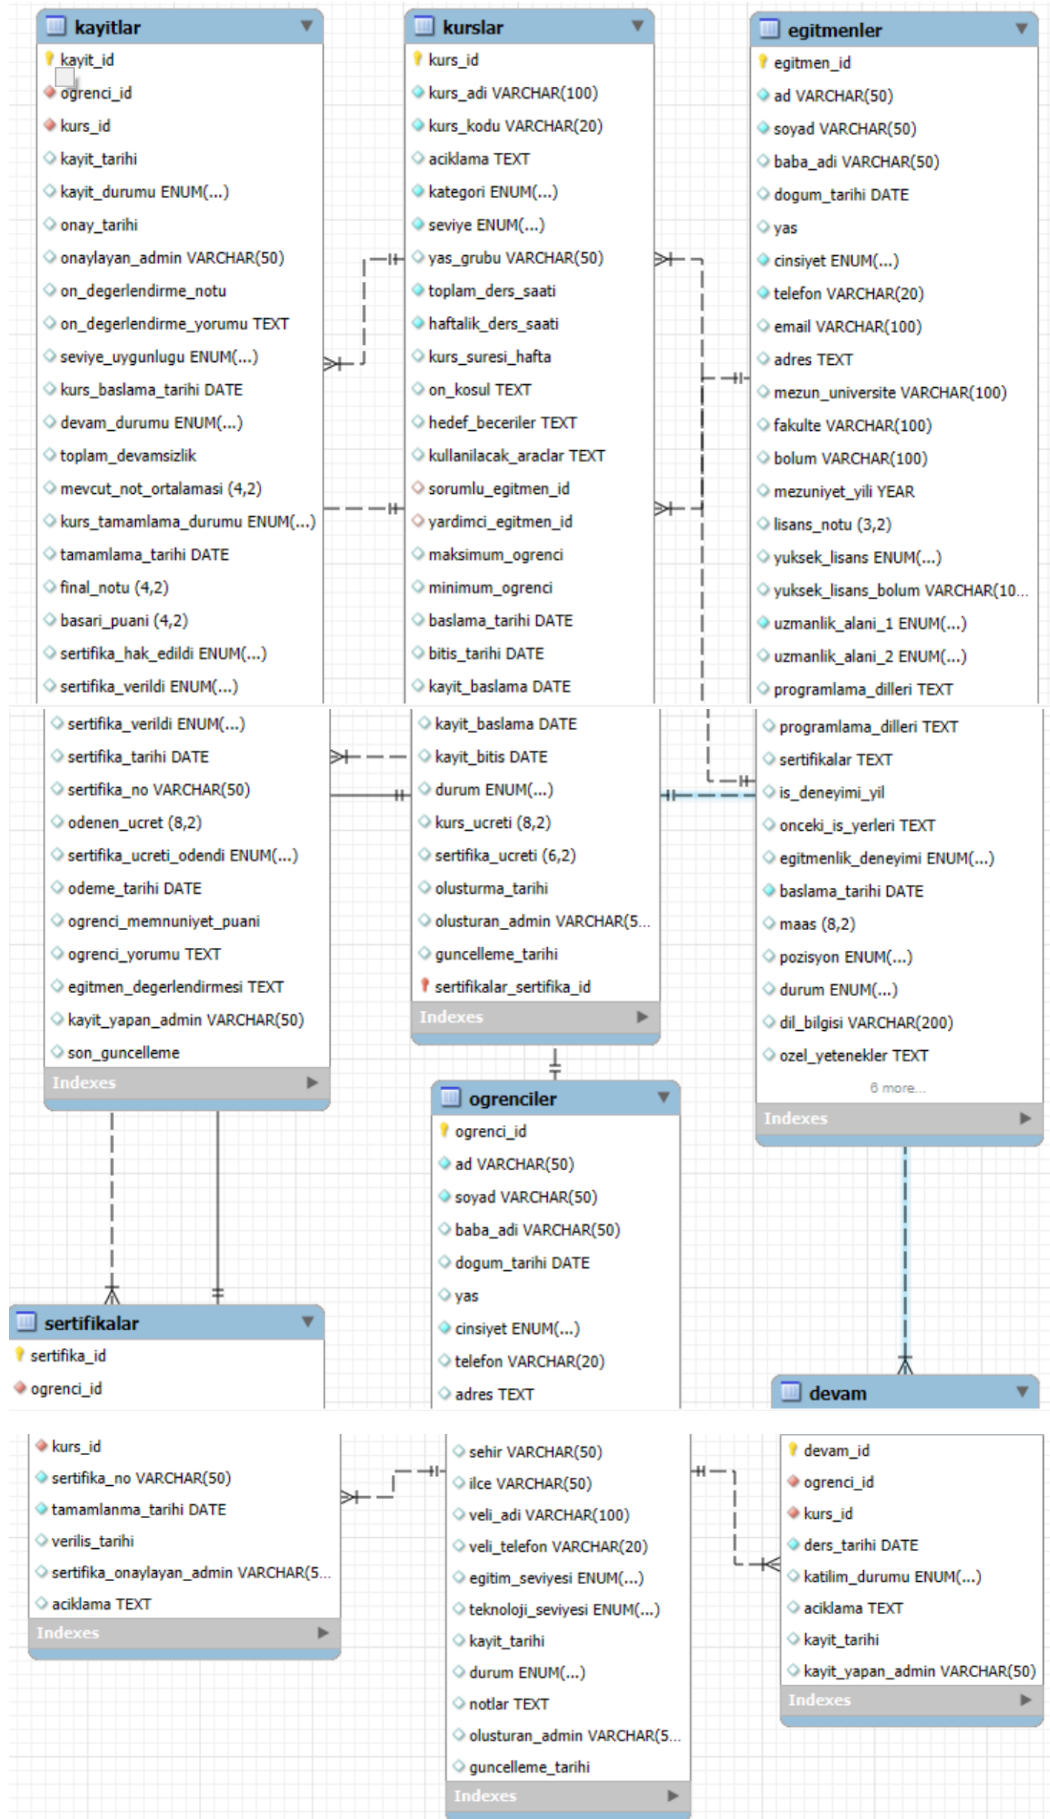 kayitlar
kayit_id
ogrenci_id
kurs_id
kayit_tarihi
kayit_durumu ENUM(...)
onay_tarihi
onaylayan_admin VARCHAR(50)
on_degerlendirme_notu
on_degerlendirme_yorumu TEXT
seviye_uygunlugu ENUM(...)
kurs_baslama_tarihi DATE
devam_durumu ENUM(...)
toplam_devamsizlik
mevcut_not_ortalamasi (4,2)
kurs_tamamlama_durumu ENUM(...)
tamamlama_tarihi DATE
final_notu (4,2)
basari_puani (4,2)
sertifika_hak_edildi ENUM(...)
sertifika_verildi ENUM(...)
kurslar
kurs_id
kurs_adi VARCHAR(100)
kurs_kodu VARCHAR(20)
aciklama TEXT
kategori ENUM(...)
seviye ENUM(...)
yas_grubu VARCHAR(50)
toplam_ders_saati
haftalik_ders_saati
kurs_suresi_hafta
on_kosul TEXT
hedef_beceriler TEXT
kullanilacak_araclar TEXT
sorumlu_egitmen_id
yardimci_egitmen_id
maksimum_ogrenci
minimum_ogrenci
baslama_tarihi DATE
bitis_tarihi DATE
kayit_baslama DATE
egitmenler
egitmen_id
ad VARCHAR(50)
soyad VARCHAR(50)
baba_adi VARCHAR(50)
dogum_tarihi DATE
yas
cinsiyet ENUM(...)
telefon VARCHAR(20)
email VARCHAR(100)
adres TEXT
mezun_universite VARCHAR(100)
fakulte VARCHAR(100)
bolum VARCHAR(100)
mezuniyet_yili YEAR
lisans_notu (3,2)
yuksek_lisans ENUM(...)
yuksek_lisans_bolum VARCHAR(10...
uzmanlik_alani_1 ENUM(...)
uzmanlik_alani_2 ENUM(...)
programlama_dilleri TEXT
sertifika_verildi ENUM(...)
sertifika_tarihi DATE
sertifika_no VARCHAR(50)
odenen_ucret (8,2)
sertifika_ucreti_odendi ENUM(...)
odeme_tarihi DATE
ogrenci_memnuniyet_puani
ogrenci_yorumu TEXT
egitmen_degerlendirmesi TEXT
kayit_yapan_admin VARCHAR(50)
son_guncelleme
Indexes
kayit_baslama DATE
kayit_bitis DATE
durum ENUM(...)
kurs_ucreti (8,2)
sertifika_ucreti (6,2)
olusturma_tarihi
olusturan_admin VARCHAR(5...
guncelleme_tarihi
sertifikalar_sertifika_id
Indexes
programlama_dilleri TEXT
sertifikalar TEXT
is_deneyimi_yil
onceki_is_yerleri TEXT
egitmenlik_deneyimi ENUM(...)
baslama_tarihi DATE
maas (8,2)
pozisyon ENUM(...)
durum ENUM(...)
dil_bilgisi VARCHAR(200)
ozel_yetenekler TEXT
6 more...
Indexes
sertifikalar
sertifika_id
ogrenci_id
ogrenciler
ogrenci_id
ad VARCHAR(50)
soyad VARCHAR(50)
baba_adi VARCHAR(50)
dogum_tarihi DATE
yas
cinsiyet ENUM(...)
telefon VARCHAR(20)
adres TEXT
devam
kurs_id
sertifika_no VARCHAR(50)
tamamlanma_tarihi DATE
verilis_tarihi
sertifika_onaylayan_admin VARCHAR(5...
aciklama TEXT
Indexes
sehir VARCHAR(50)
ilce VARCHAR(50)
veli_adi VARCHAR(100)
veli_telefon VARCHAR(20)
egitim_seviyesi ENUM(...)
teknoloji_seviyesi ENUM(...)
kayit_tarihi
durum ENUM(...)
notlar TEXT
olusturan_admin VARCHAR(5...
guncelleme_tarihi
Indexes
devam_id
ogrenci_id
kurs_id
ders_tarihi DATE
katilim_durumu ENUM(...)
aciklama TEXT
kayit_tarihi
kayit_yapan_admin VARCHAR(50)
Indexes